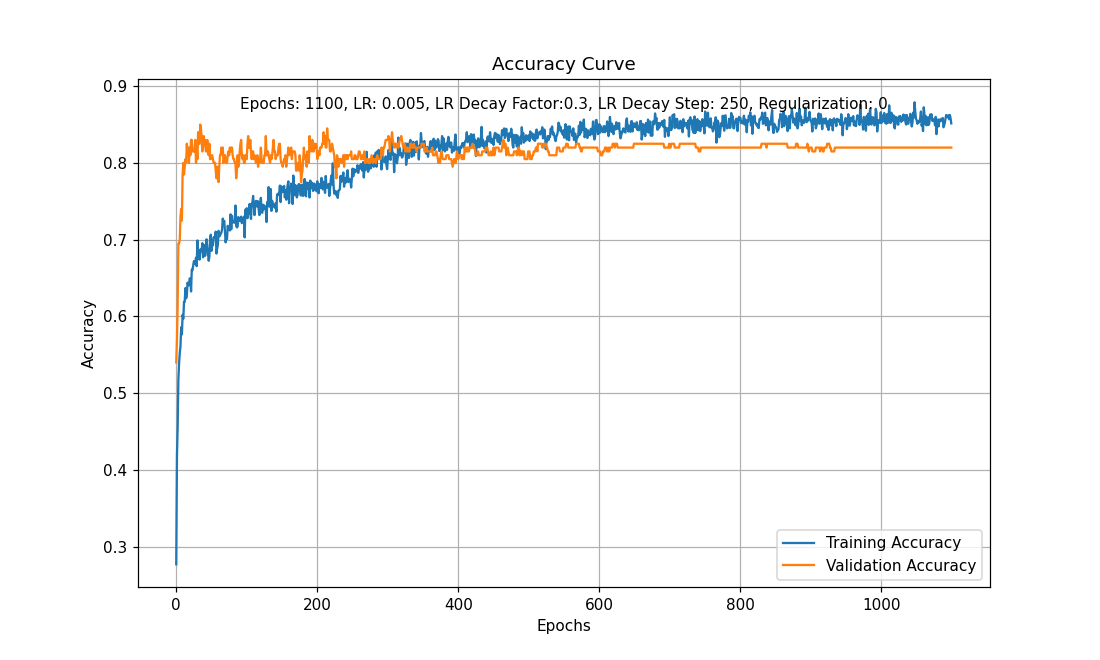 Accuracy Curve
Epochs: 1100, LR: 0.005, LR Decay Factor:0.3, LR Decay Step: 250, Regularization: 0
0.9
0.8
0.7
0.6
0.5
0.4
0.3
Accuracy
Training Accuracy
Validation Accuracy
0 200 400 600 800 1000
Epochs